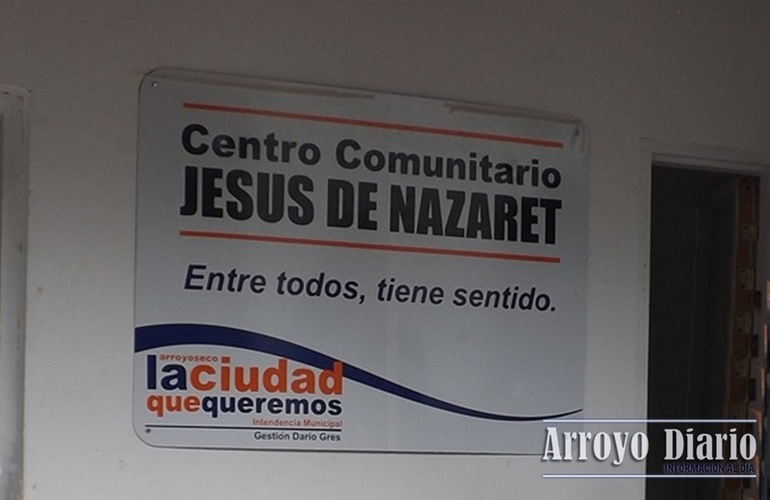 Centro Comunitario
JESUS DE NAZARET
Entre todos, tiene sentido.
arroyoseco
laciudad
quequeremos
Intendencia Municipal
Gestión Darío Gres
Arroyo Diario
INFORMACIÓN AL DIA